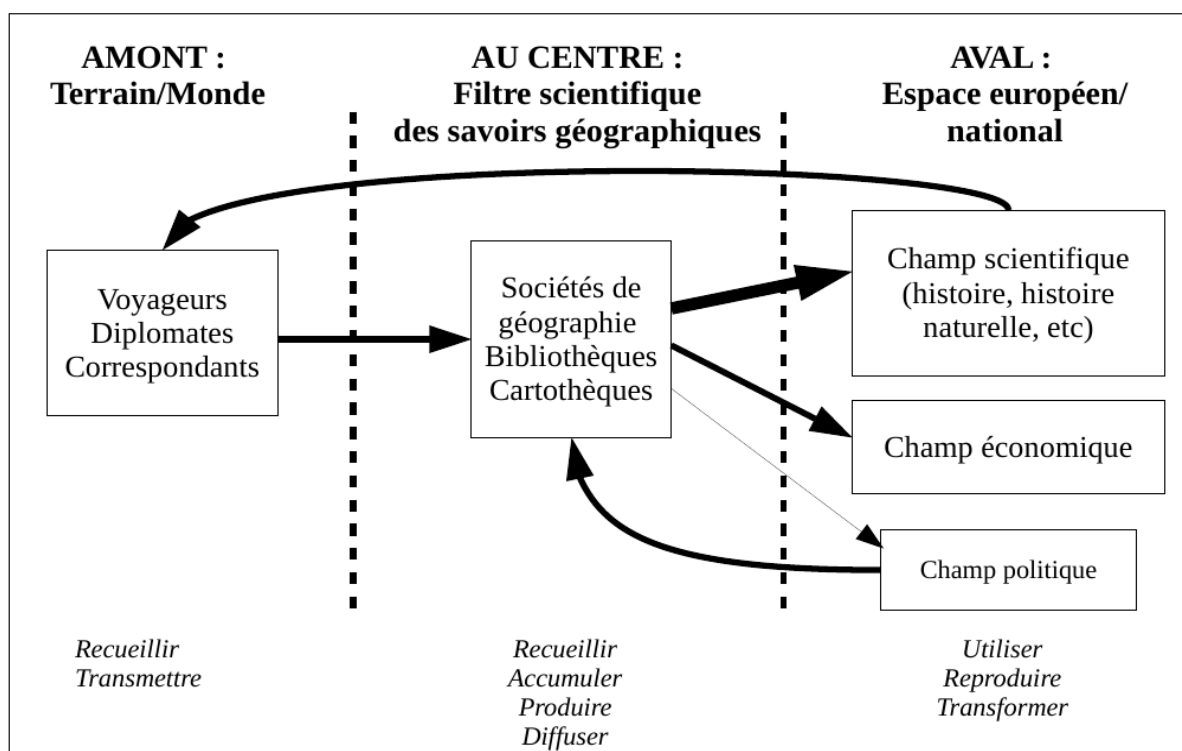 AMONT :
Terrain/Monde
AU CENTRE :
Filtre scientifique
des savoirs géographiques
AVAL :
Espace européen/
national
Voyageurs
Diplomates
Correspondants
Sociétés de
géographie
Bibliothèques
Cartothèques
Champ scientifique
(histoire, histoire
naturelle, etc)
Champ économique
Champ politique
Recueillir
Transmettre
Recueillir
Accumuler
Produire
Diffuser
Utiliser
Reproduire
Transformer